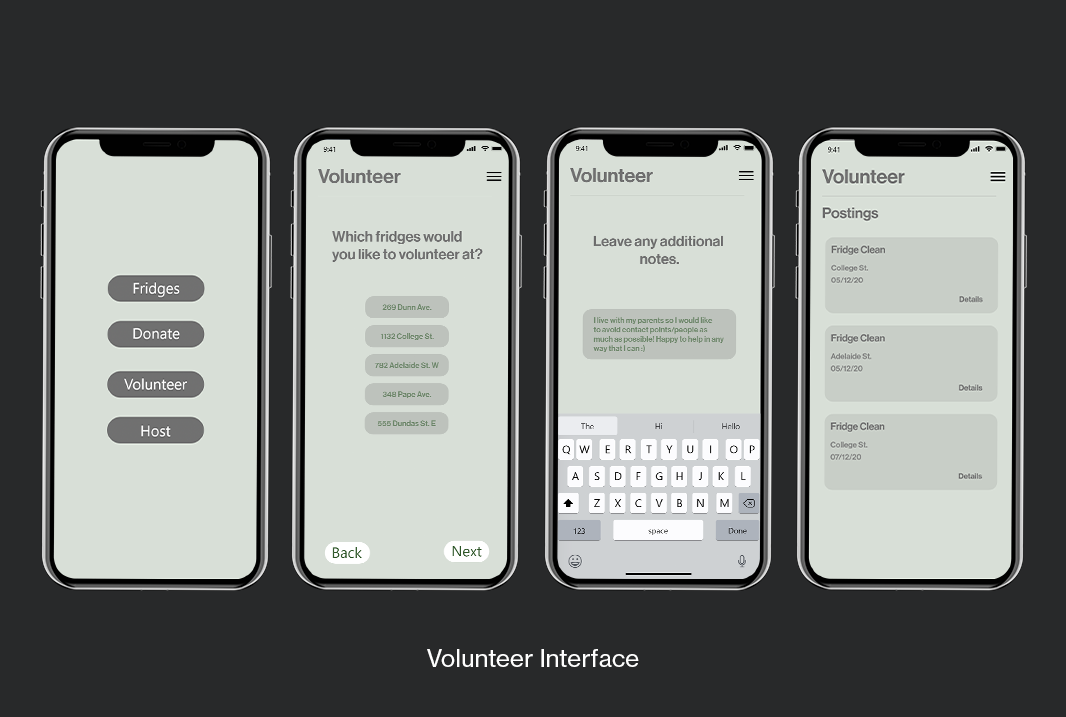 Fridges
Donate
Volunteer
Host
9:41
Volunteer
Which fridges would
you like to volunteer at?
269 Dunn Ave.
1132 College St.
782 Adelaide St. W
348 Pape Ave.
555 Dundas St. E
Back
Next
9:41
Volunteer
Leave any additional
notes.
I live with my parents so I would like
to avoid contact points/people as
much as possible! Happy to help in any
way that I can :)
The Hi Hello
Q W E R T Y U I O P
A S D F G H J K L
Z X C V B N M
123 space Done
9:41
Volunteer
Postings
Fridge Clean
College St.
05/12/20
Details
Fridge Clean
Adelaide St.
05/12/20
Details
Fridge Clean
College St.
07/12/20
Details
Volunteer Interface